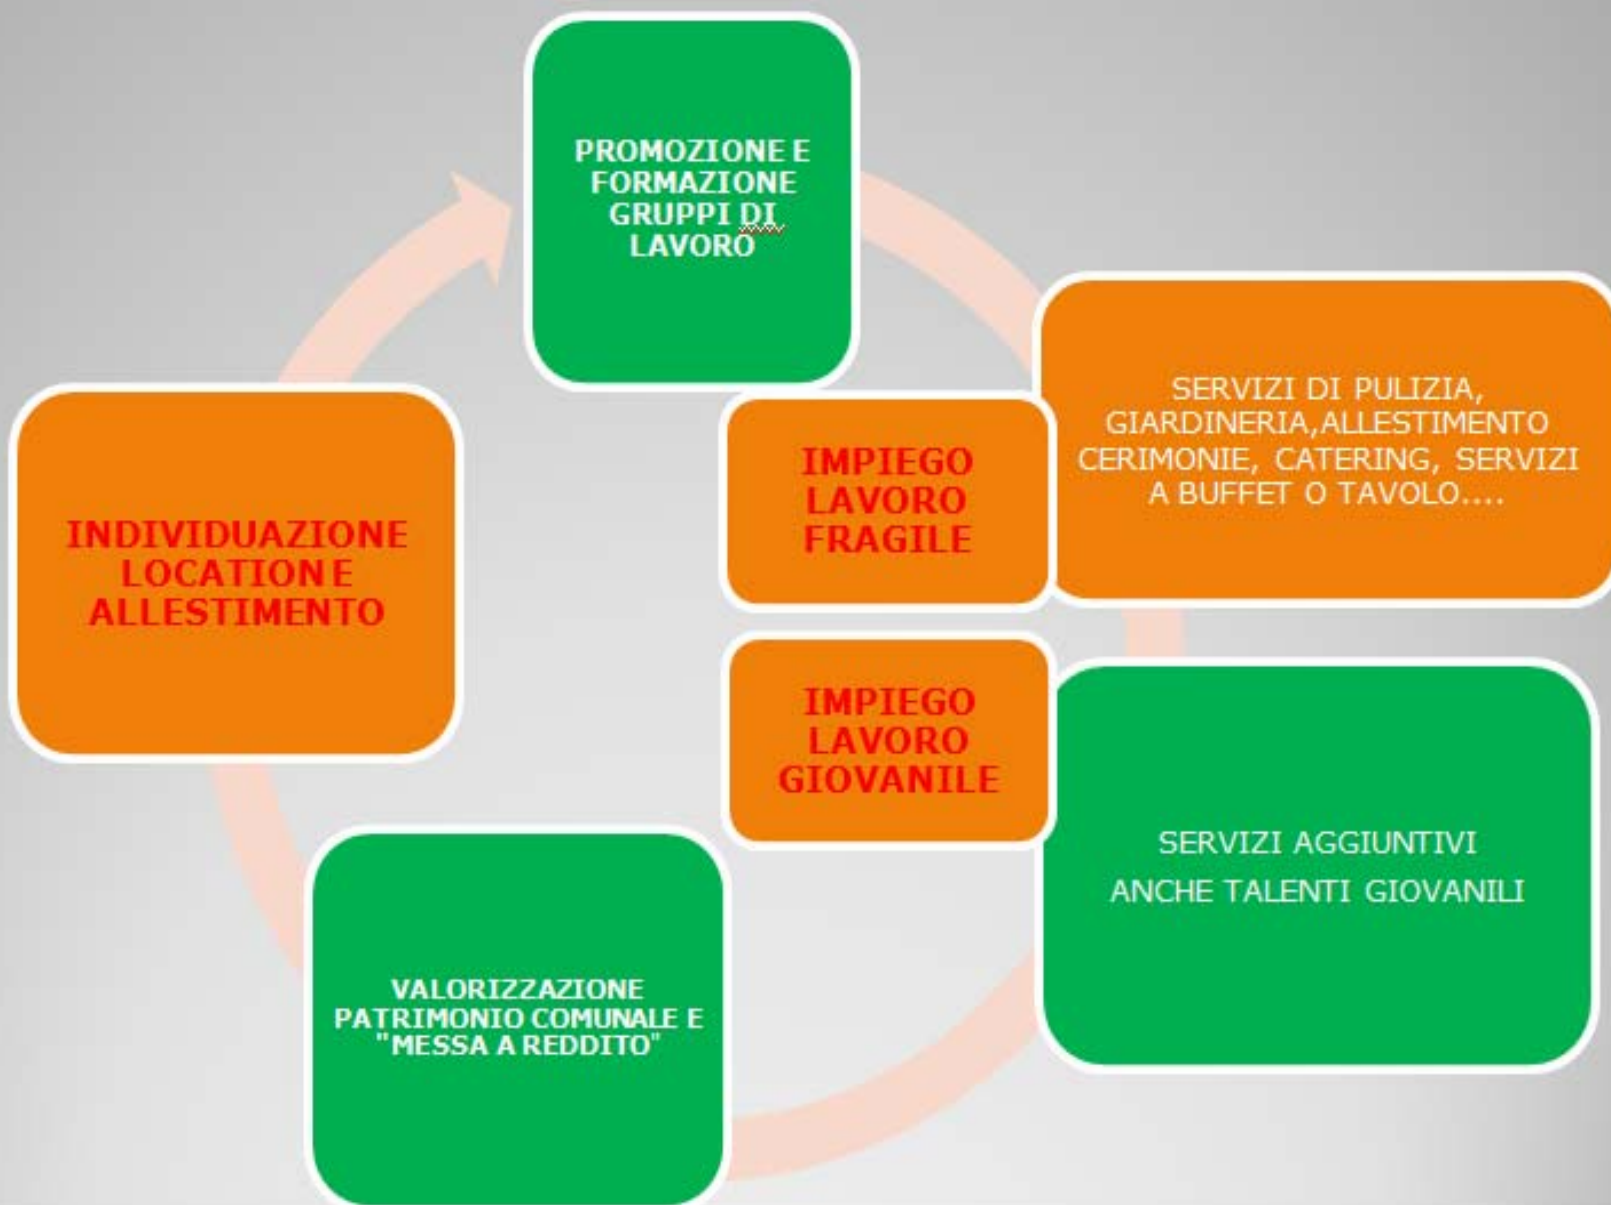 PROMOZIONE E
FORMAZIONE
GRUPPI DI
LAVORO
SERVIZI DI PULIZIA,
GIARDINERIA,ALLESTIMENTO
CERIMONIE, CATERING, SERVIZI
A BUFFET O TAVOLO....
IMPIEGO
LAVORO
FRAGILE
INDIVIDUAZIONE
LOCATION E
ALLESTIMENTO
IMPIEGO
LAVORO
GIOVANILE
SERVIZI AGGIUNTIVI
ANCHE TALENTI GIOVANILI
VALORIZZAZIONE
PATRIMONIO COMUNALE E
"MESSA A REDDITO"